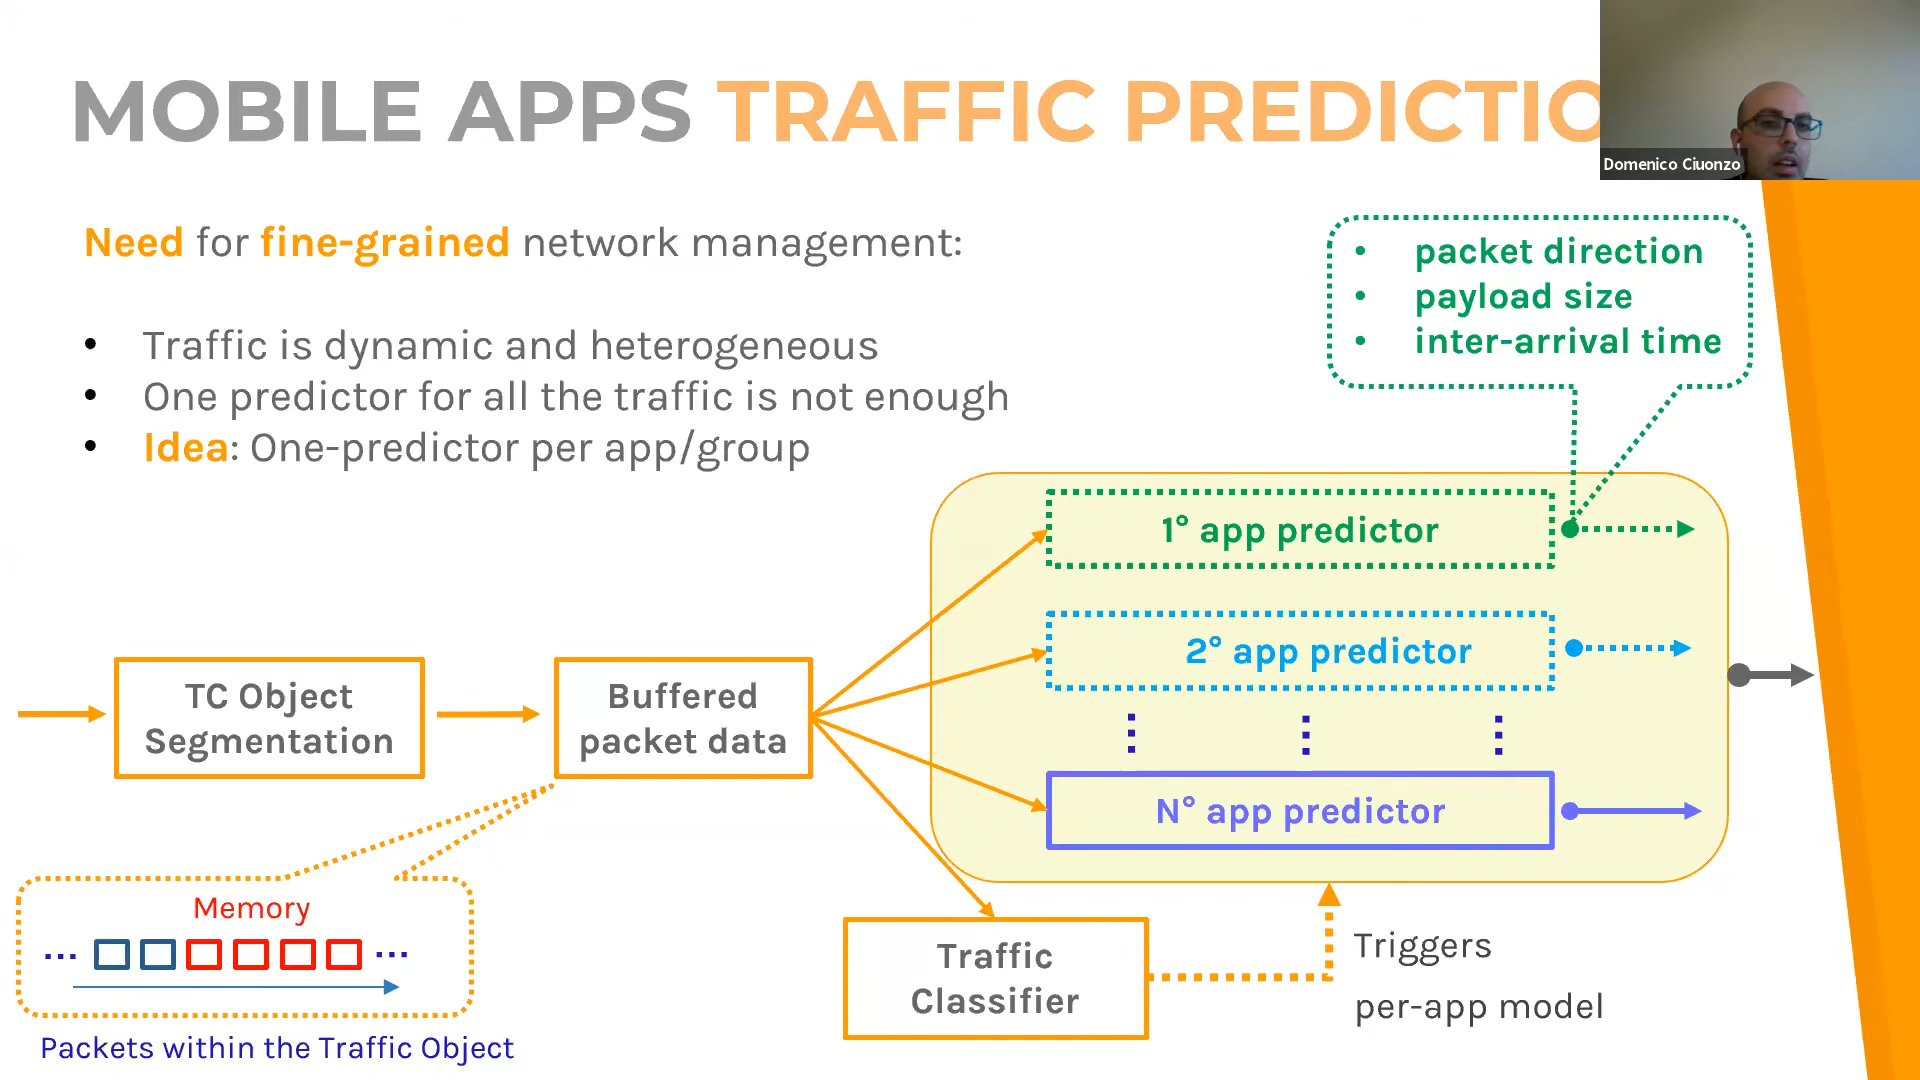 MOBILE APPS TRAFFIC PREDICTIO
Domenico Ciuonzo
Need for fine-grained network management:
• Traffic is dynamic and heterogeneous
• One predictor for all the traffic is not enough
• Idea: One-predictor per app/group
• packet direction
• payload size
• inter-arrival time
1° app predictor
2° app predictor
N° app predictor
TC Object
Segmentation
Buffered
packet data
Memory
... ...
Packets within the Traffic Object
Traffic
Classifier
Triggers
per-app model